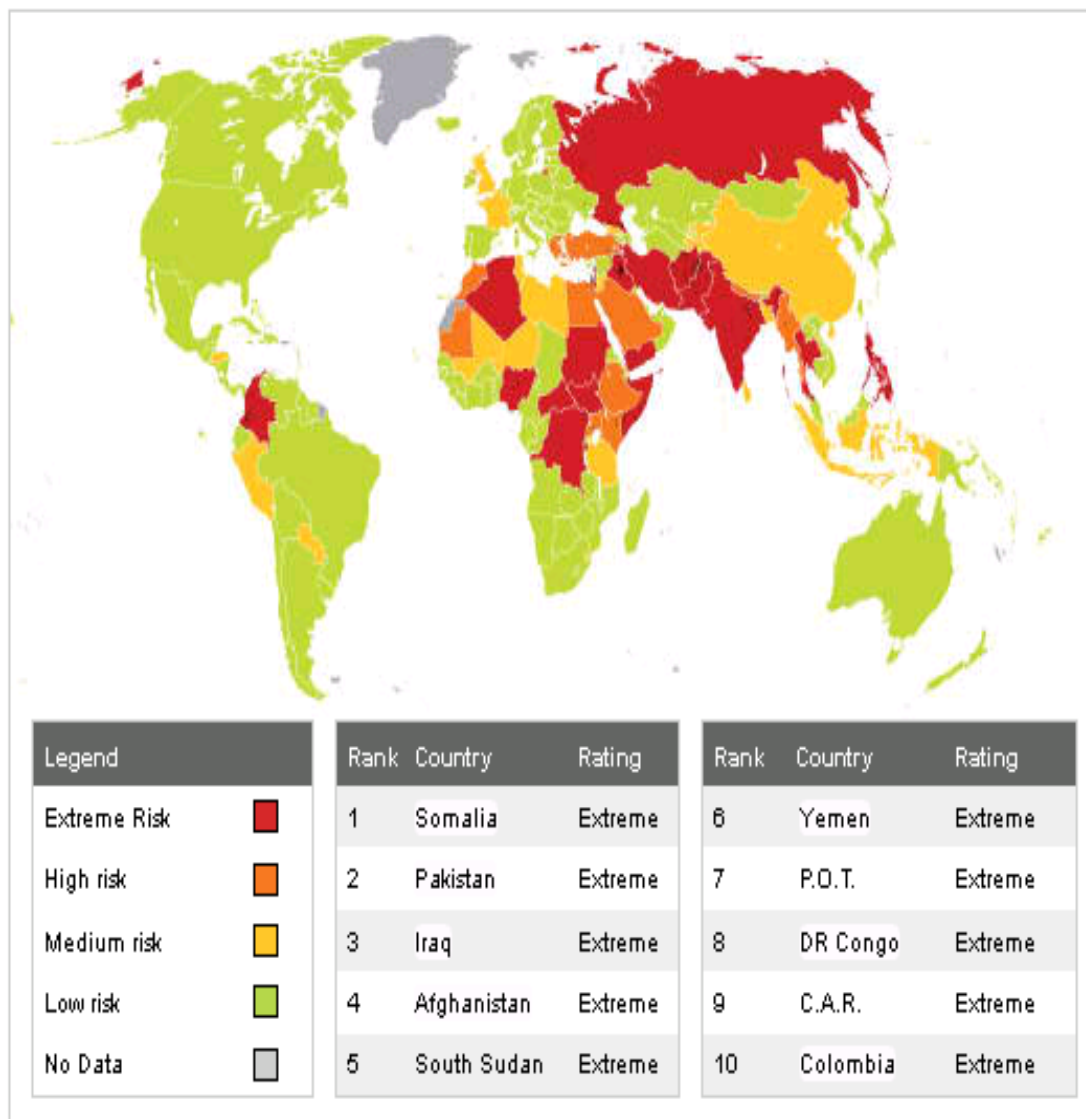 Legend
Extreme Risk
High risk
Medium risk
Low risk
No Data
Rank Country Rating
1 Somalia Extreme
2 Pakistan Extreme
3 Iraq Extreme
4 Afghanistan Extreme
5 South Sudan Extreme
Rank Country Rating
6 Yemen Extreme
7 P.O.T. Extreme
8 DR Congo Extreme
9 C.A.R. Extreme
10 Colombia Extreme